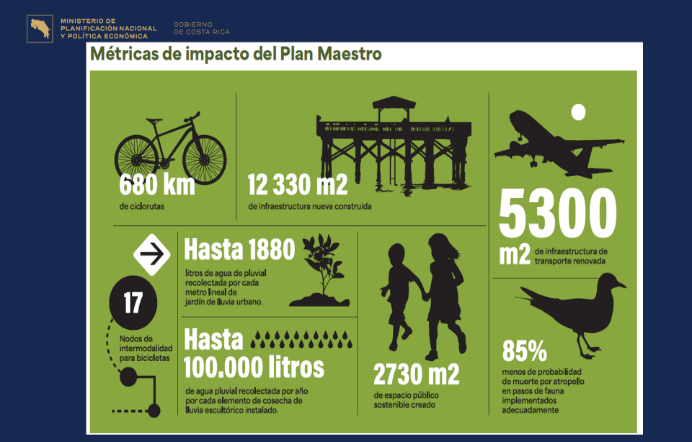 MINISTERIO DE
PLANIFICACIÓN NACIONAL
Y POLÍTICA ECONÓMICA
GOBIERNO
DE COSTA RICA
Métricas de impacto del Plan Maestro
680 km
de ciclorutas
12 330 m2
de infraestructura nueva construida
5300
m2 de infraestructura de
transporte renovada
17
Nodos de
intermodalidad
para bicicletas
Hasta 1880
litros de agua de pluvial
recolectada por cada
metro lineal de
jardín de lluvia urbano.
Hasta
100.000 litros
de agua pluvial recolectada por año
por cada elemento de cosecha de
lluvia escultórico instalado.
2730 m2
de espacio público
sostenible creado
85%
menos de probabilidad
de muerte por atropello
en pasos de fauna
implementados
adecuadamente